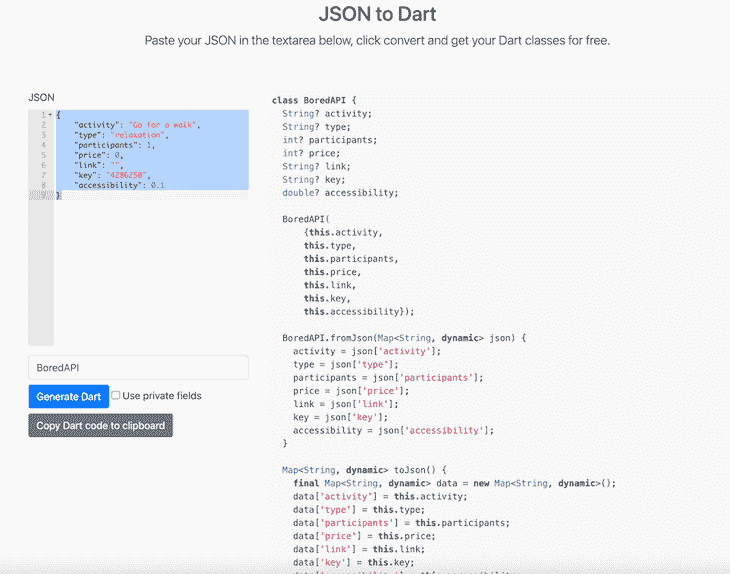 JSON to Dart
Paste your JSON in the textarea below, click convert and get your Dart classes for free.
JSON
1 {
2 "activity": "Go for a walk",
3 "type": "relaxation",
4 "participants": 1,
5 "price": 0,
6 "link": "",
7 "key": "4286250",
8 "accessibility": 0.1
9 }
BoredAPI
Generate Dart
Use private fields
Copy Dart code to clipboard
class BoredAPI {
String? activity;
String? type;
int? participants;
int? price;
String? link;
String? key;
double? accessibility;
BoredAPI(
{this.activity,
this.type,
this.participants,
this.price,
this.link,
this.key,
this.accessibility});
BoredAPI.fromJson(Map<String, dynamic> json) {
activity = json['activity'];
type = json['type'];
participants = json['participants'];
price = json['price'];
link = json['link'];
key = json['key'];
accessibility = json['accessibility'];
}
Map<String, dynamic> toJson() {
final Map<String, dynamic> data = new Map<String, dynamic>();
data['activity'] = this.activity;
data['type'] = this.type;
data['participants'] = this.participants;
data['price'] = this.price;
data['link'] = this.link;
data['key'] = this.key;